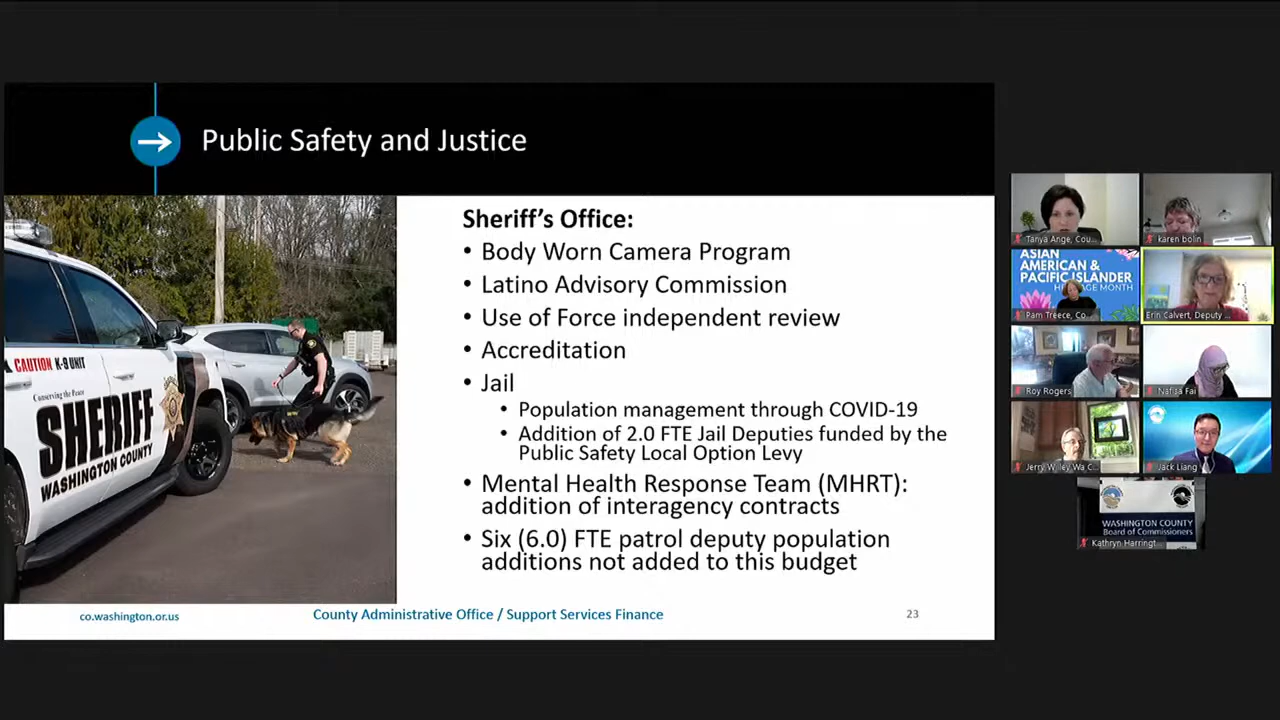 Public Safety and Justice
CAUTION K-9 UNIT
Conserving the Peace
SHERIFF
WASHINGTON COUNTY
Sheriff's Office:
• Body Worn Camera Program
• Latino Advisory Commission
• Use of Force independent review
• Accreditation
• Jail
• Population management through COVID-19
• Addition of 2.0 FTE Jail Deputies funded by the
Public Safety Local Option Levy
• Mental Health Response Team (MHRT):
addition of interagency contracts
• Six (6.0) FTE patrol deputy population
additions not added to this budget
co.washington.or.us
County Administrative Office / Support Services Finance
23
Tanya Ange, Cou...
karen bolin
ASIAN
AMERICAN &
PACIFIC ISLANDER
HERITAGE MONTH
Pam Treece, Co...
Erin Calvert, Deputy ...
Roy Rogers
Nafisa Fai
Jerry Willey Wa C...
Jack Liang
WASHINGTON COUNTY
Board of Commissioners
Kathryn Harringt...